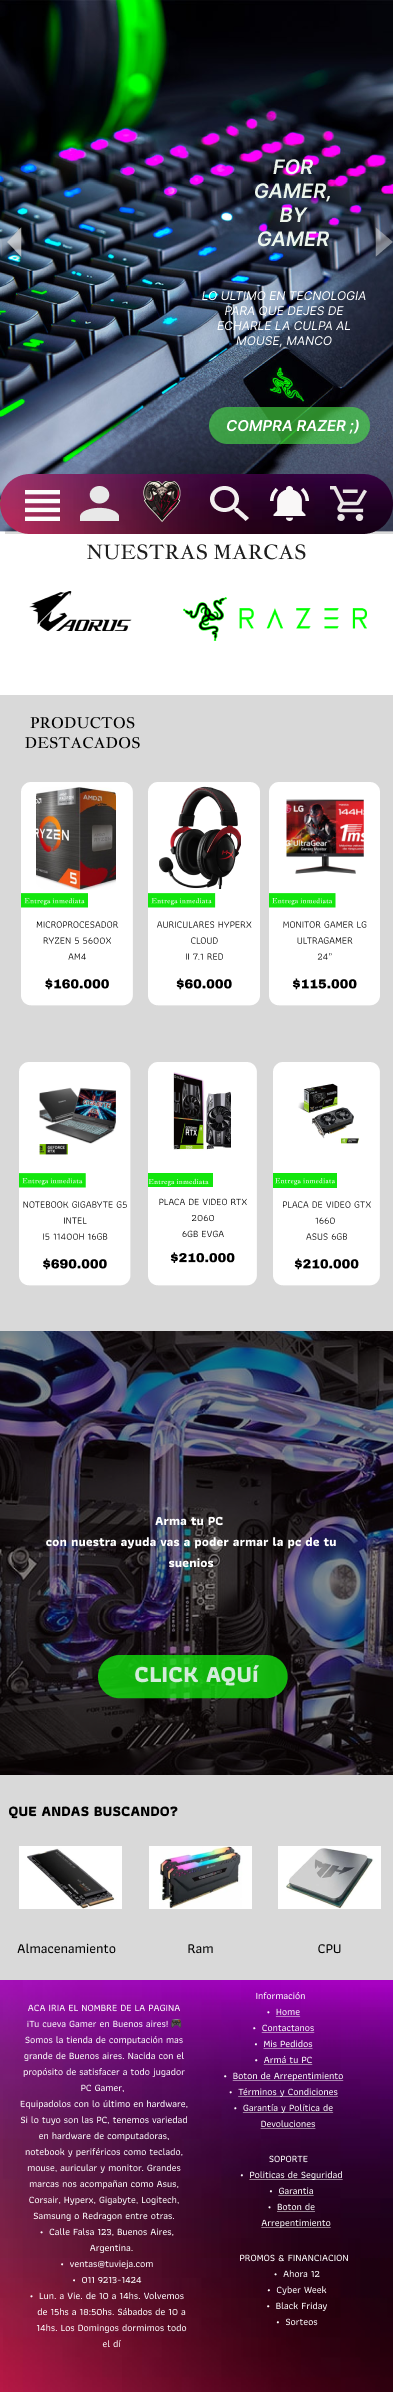 FOR
GAMER,
BY
GAMER
LO ULTIMO EN TECNOLOGIA
PARA QUE DEJES DE
ECHARLE LA CULPA AL
MOUSE, MANCO
COMPRA RAZER ;)
NUESTRAS MARCAS
AORUS
RAZER
PRODUCTOS
DESTACADOS
AMD
RYZEN
5
LG
144H
UltraGear
Gaming Monitor
1ms
Entrega inmediata
Entrega inmediata
Entrega inmediata
MICROPROCESADOR
RYZEN 5 5600X
AM4
$160.000
AURICULARES HYPERX
CLOUD
II 7.1 RED
$60.000
MONITOR GAMER LG
ULTRAGAMER
24"
$115.000
GEFORCE
RTX
RTX
Entrega inmediata
Entrega inmediata
Entrega inmediata
NOTEBOOK GIGABYTE G5
INTEL
I5 11400H 16GB
$690.000
PLACA DE VIDEO RTX
2060
6GB EVGA
$210.000
PLACA DE VIDEO GTX
1660
ASUS 6GB
$210.000
Arma tu PC
con nuestra ayuda vas a poder armar la pc de tu
suenios
CLICK AQUÍ
QUE ANDAS BUSCANDO?
Almacenamiento
Ram
CPU
ACA IRIA EL NOMBRE DE LA PAGINA
¡Tu cueva Gamer en Buenos aires! 🎮
Somos la tienda de computación mas
grande de Buenos aires. Nacida con el
propósito de satisfacer a todo jugador
PC Gamer,
Equipadolos con lo último en hardware,
Si lo tuyo son las PC, tenemos variedad
en hardware de computadoras,
notebook y periféricos como teclado,
mouse, auricular y monitor. Grandes
marcas nos acompañan como Asus,
Corsair, Hyperx, Gigabyte, Logitech,
Samsung o Redragon entre otras.
• Calle Falsa 123, Buenos Aires,
Argentina.
• ventas@tuvieja.com
• 011 9213-1424
• Lun. a Vie. de 10 a 14hs. Volvemos
de 15hs a 18:50hs. Sábados de 10 a
14hs. Los Domingos dormimos todo
el dí
Información
• Home
• Contactanos
• Mis Pedidos
• Armá tu PC
• Boton de Arrepentimiento
• Términos y Condiciones
• Garantía y Política de
Devoluciones
SOPORTE
• Politicas de Seguridad
• Garantia
• Boton de
Arrepentimiento
PROMOS & FINANCIACION
• Ahora 12
• Cyber Week
• Black Friday
• Sorteos